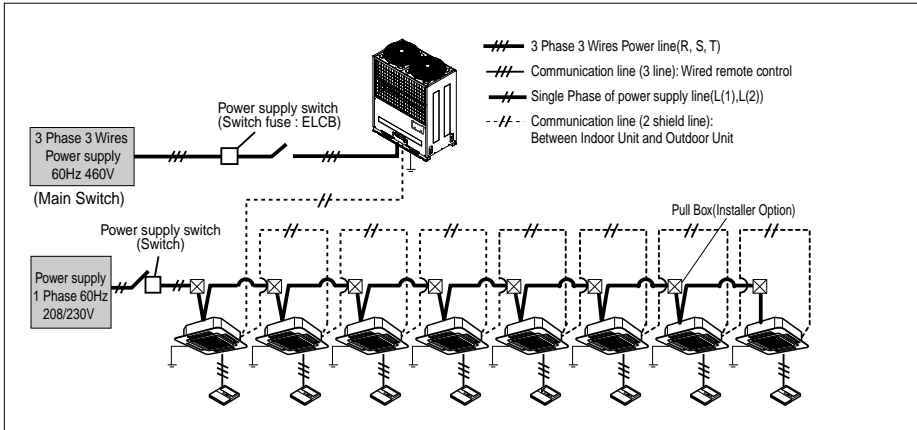 3 Phase 3 Wires Power line(R, S, T)
Communication line (3 line): Wired remote control
Single Phase of power supply line(L(1),L(2))
Communication line (2 shield line):
Between Indoor Unit and Outdoor Unit
Power supply switch
(Switch fuse : ELCB)
3 Phase 3 Wires
Power supply
60Hz 460V
(Main Switch)
Pull Box(Installer Option)
Power supply switch
(Switch)
Power supply
1 Phase 60Hz
208/230V